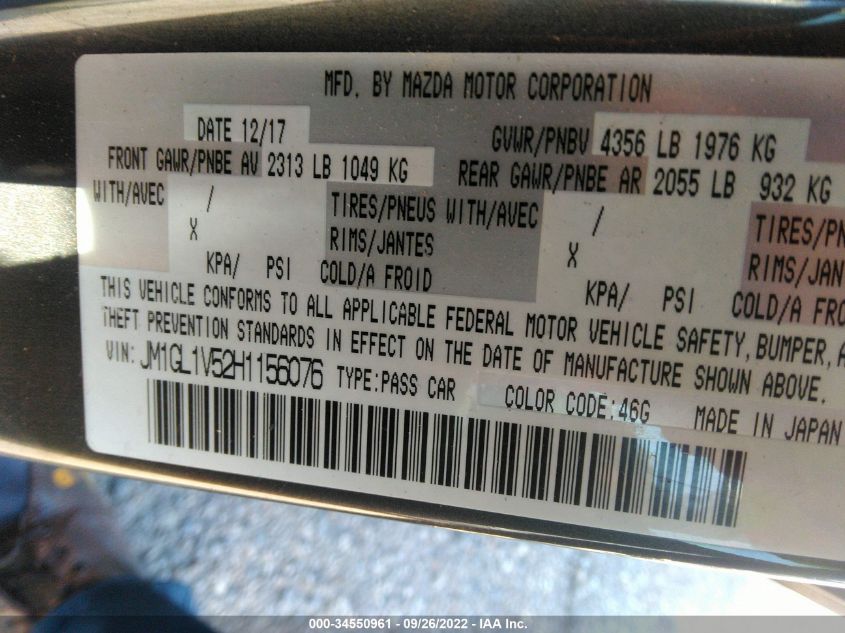 MFD. BY MAZDA MOTOR CORPORATION
DATE 12/17 GVWR/PNBV 4356 LB 1976 KG
FRONT GAWR/PNBE AV 2313 LB 1049 KG REAR GAWR/PNBE AR 2055 LB 932 KG
WITH/AVEC / TIRES/PNEUS WITH/AVEC / TIRES/PN
X RIMS/JANTES X RIMS/JANTES
KPA/ PSI COLD/A FROID KPA/ PSI COLD/A FROI
THIS VEHICLE CONFORMS TO ALL APPLICABLE FEDERAL MOTOR VEHICLE SAFETY, BUMPER, A
THEFT PREVENTION STANDARDS IN EFFECT ON THE DATE OF MANUFACTURE SHOWN ABOVE.
VIN: JM1GL1V52H1156076 TYPE:PASS CAR COLOR CODE:46G MADE IN JAPAN
000-34550961 - 09/26/2022 - IAA Inc.